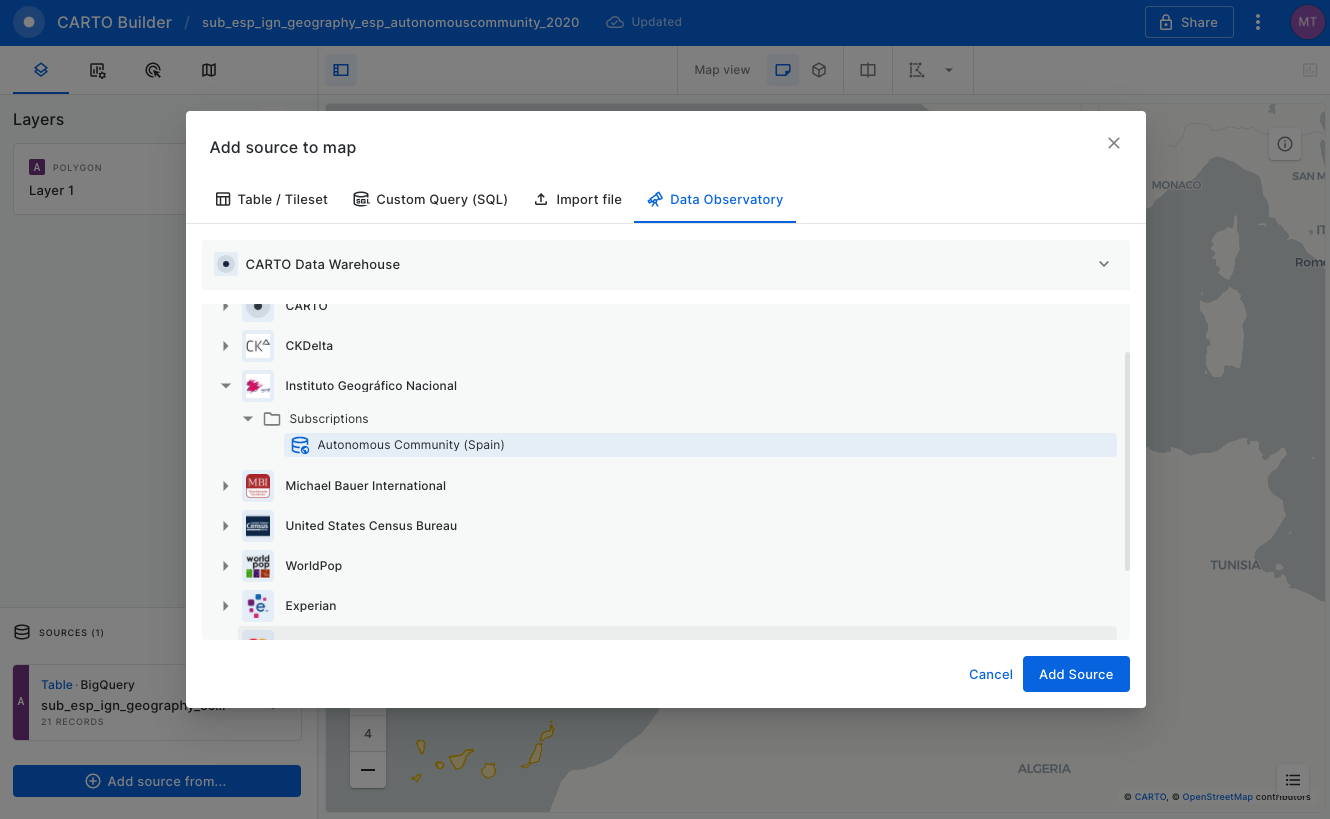 CARTO Builder / sub_esp_ign_geography_esp_autonomouscommunity_2020 Updated Share MT
Map view
Layers
A POLYGON
Layer 1
Add source to map
Table / Tileset Custom Query (SQL) Import file Data Observatory
CARTO Data Warehouse
CARTO
CK CKDelta
Instituto Geográfico Nacional
Subscriptions
Autonomous Community (Spain)
MBI Michael Bauer International
Census United States Census Bureau
world pop WorldPop
e Experian
Cancel Add Source
SOURCES (1)
A
Table · BigQuery
sub_esp_ign_geography_es...
21 RECORDS
Add source from...
4
MONACO
SAN M
IT
Rome
TUNISIA
ALGERIA
© CARTO, © OpenStreetMap contributors